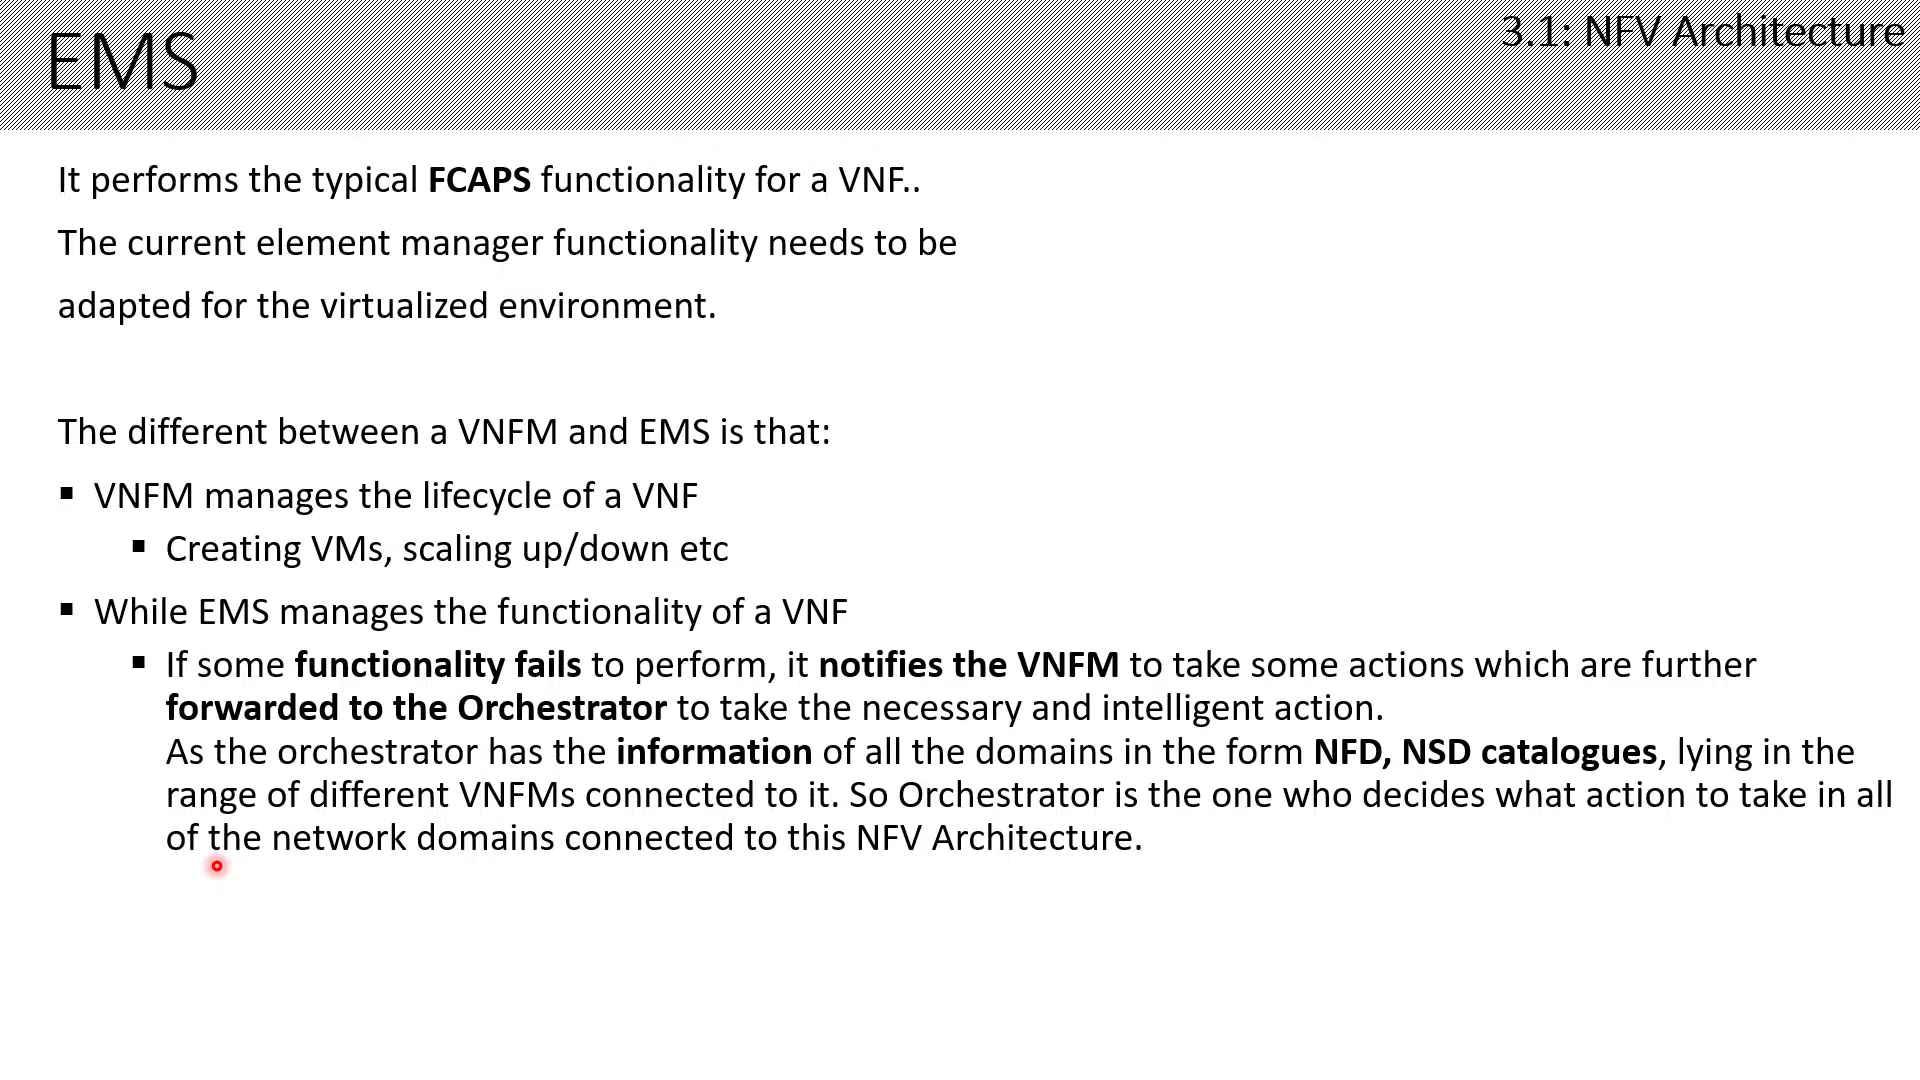 EMS
3.1: NFV Architecture
It performs the typical FCAPS functionality for a VNF..
The current element manager functionality needs to be
adapted for the virtualized environment.
The different between a VNFM and EMS is that:
▪ VNFM manages the lifecycle of a VNF
▪ Creating VMs, scaling up/down etc
▪ While EMS manages the functionality of a VNF
▪ If some functionality fails to perform, it notifies the VNFM to take some actions which are further
forwarded to the Orchestrator to take the necessary and intelligent action.
As the orchestrator has the information of all the domains in the form NFD, NSD catalogues, lying in the
range of different VNFMs connected to it. So Orchestrator is the one who decides what action to take in all
of the network domains connected to this NFV Architecture.